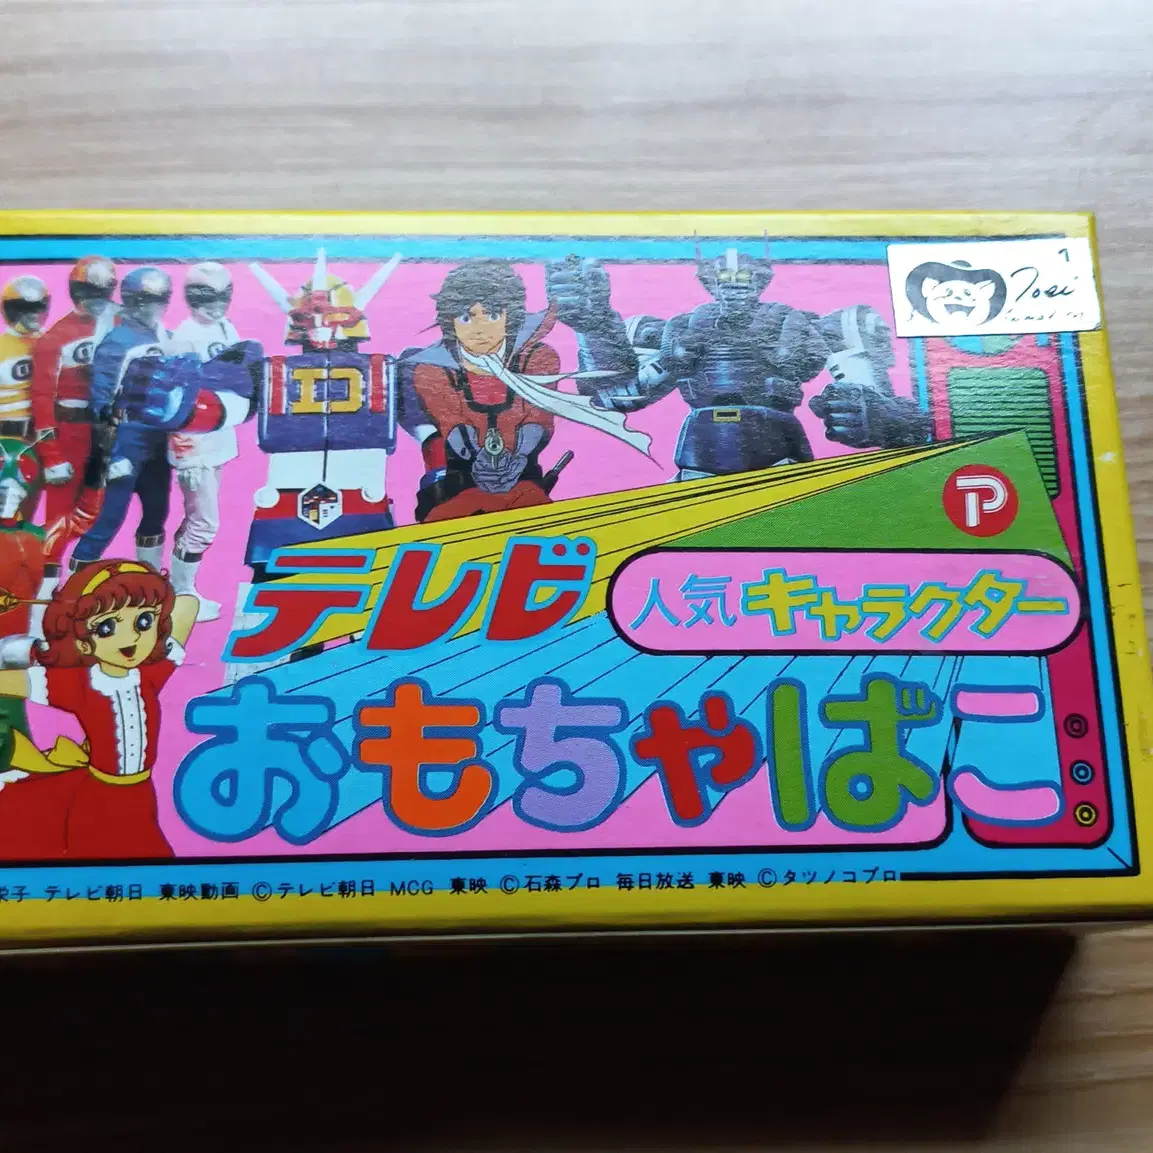 Tosi
P
テレビ
人気キャラクター
おもちゃばこ
栄子 テレビ朝日 東映動画 ©テレビ朝日 MCG 東映 ©石森プロ 毎日放送 東映 ©タツノコプロ